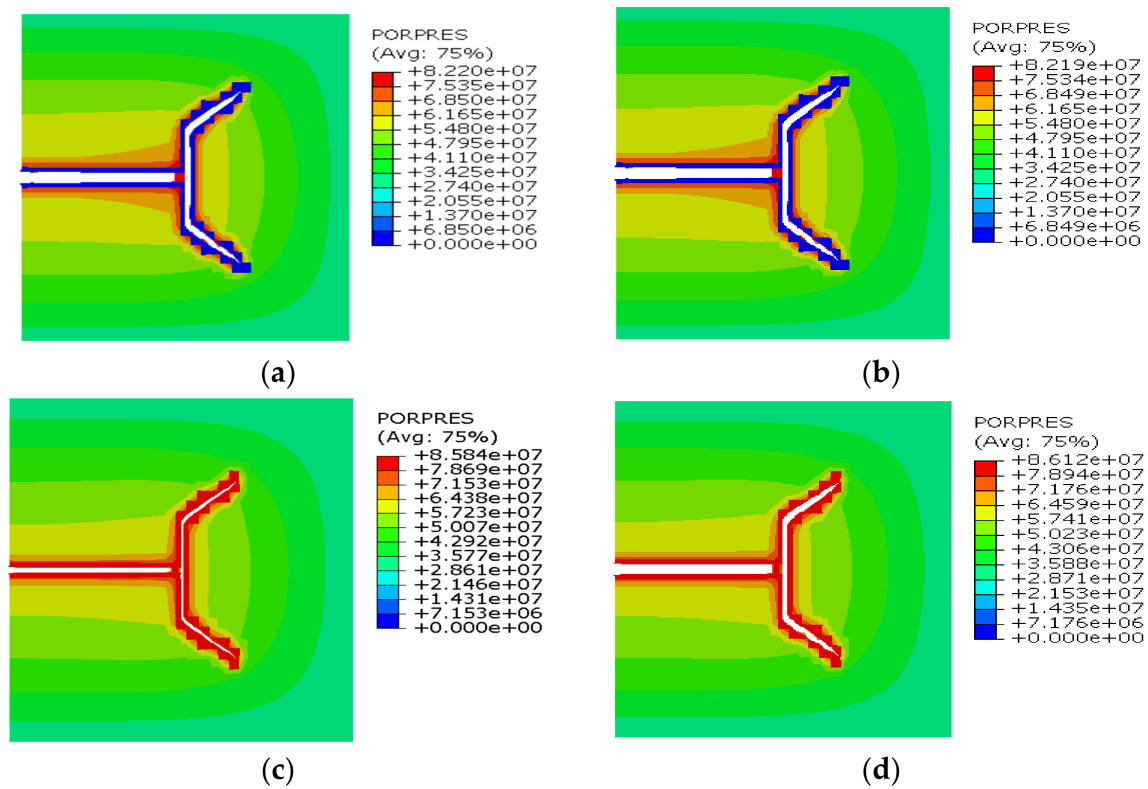 PORPRES
(Avg: 75%)
+8.220e+07
+7.535e+07
+6.850e+07
+6.165e+07
+5.480e+07
+4.795e+07
+4.110e+07
+3.425e+07
+2.740e+07
+2.055e+07
+1.370e+07
+6.850e+06
+0.000e+00
(a)
PORPRES
(Avg: 75%)
+8.219e+07
+7.534e+07
+6.849e+07
+6.165e+07
+5.480e+07
+4.795e+07
+4.110e+07
+3.425e+07
+2.740e+07
+2.055e+07
+1.370e+07
+6.849e+06
+0.000e+00
(b)
PORPRES
(Avg: 75%)
+8.584e+07
+7.869e+07
+7.153e+07
+6.438e+07
+5.723e+07
+5.007e+07
+4.292e+07
+3.577e+07
+2.861e+07
+2.146e+07
+1.431e+07
+7.153e+06
+0.000e+00
(c)
PORPRES
(Avg: 75%)
+8.612e+07
+7.894e+07
+7.176e+07
+6.459e+07
+5.741e+07
+5.023e+07
+4.306e+07
+3.588e+07
+2.871e+07
+2.153e+07
+1.435e+07
+7.176e+06
+0.000e+00
(d)